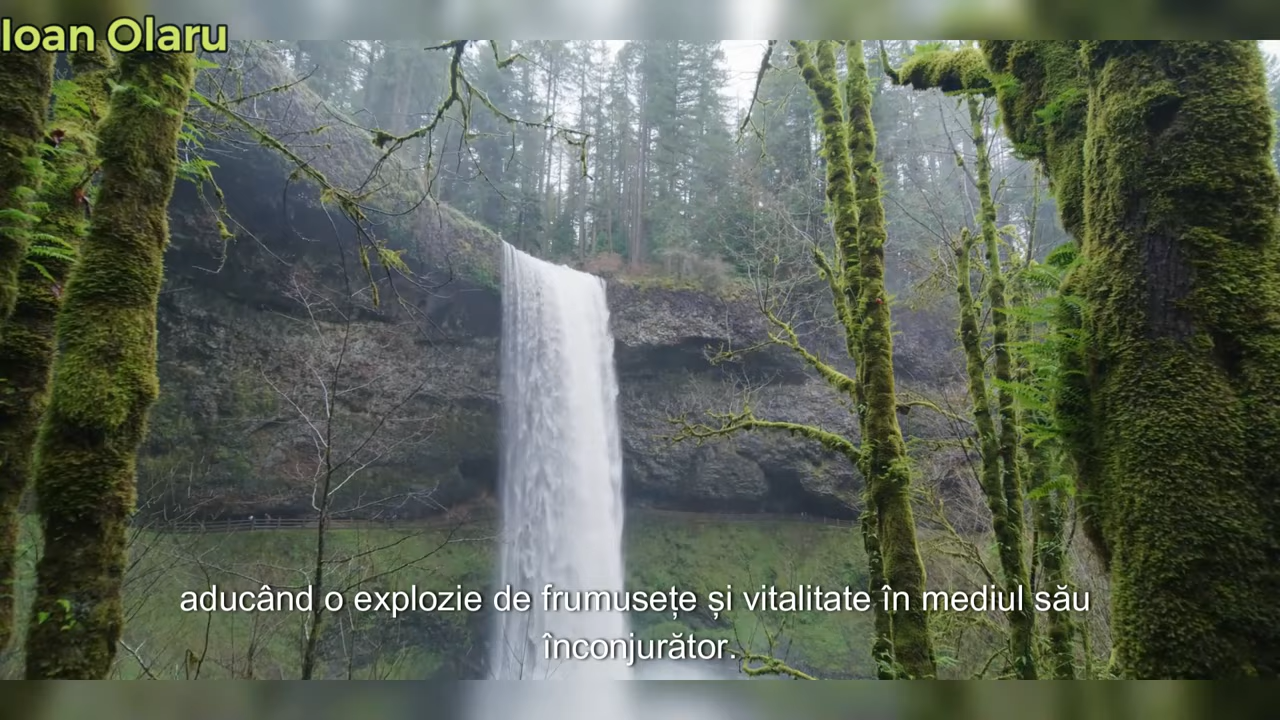 Ioan Olaru
aducând o explozie de frumusețe și vitalitate în mediul său
înconjurător.